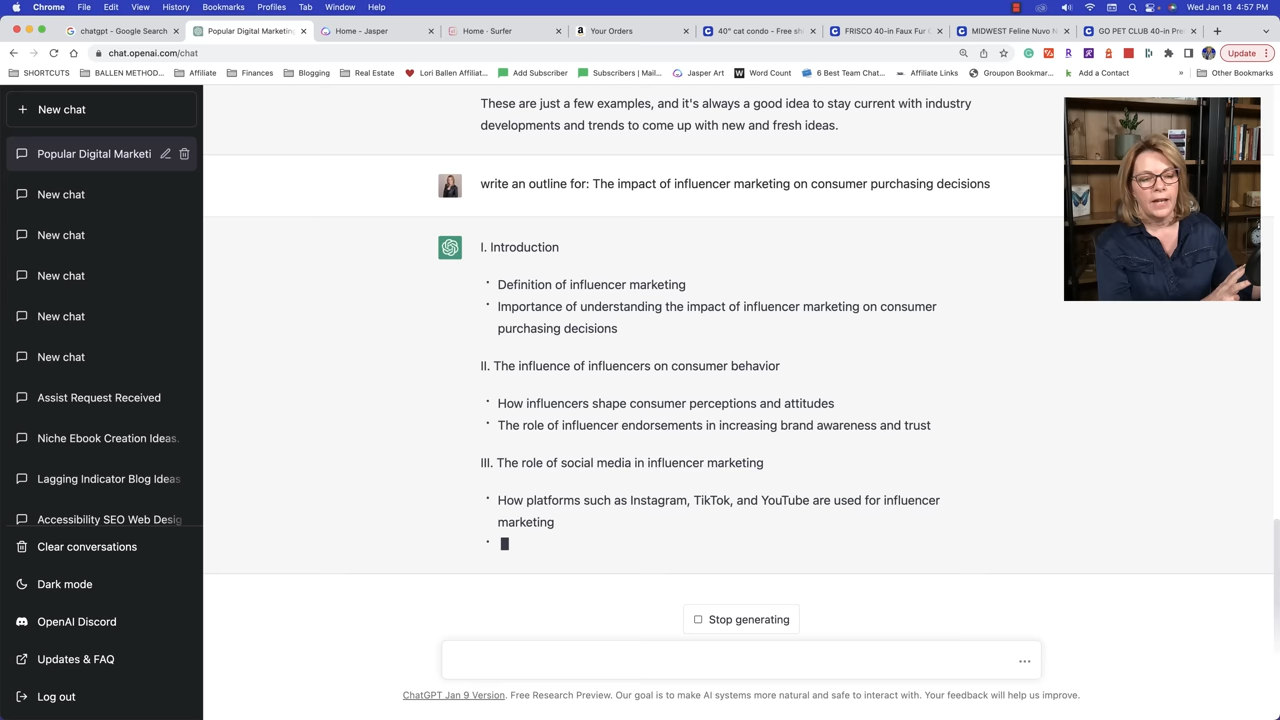 Chrome File Edit View History Bookmarks Profiles Tab Window Help
Wed Jan 18 4:57 PM
chatgpt - Google Search
Popular Digital Marketing
Home - Jasper
Home · Surfer
Your Orders
40" cat condo - Free sh
FRISCO 40-in Faux Fur C
MIDWEST Feline Nuvo N
GO PET CLUB 40-in Pre
chat.openai.com/chat
Update
SHORTCUTS
BALLEN METHOD...
Affiliate
Finances
Blogging
Real Estate
Lori Ballen Affiliat...
Add Subscriber
Subscribers | Mail...
Jasper Art
Word Count
6 Best Team Chat...
Affiliate Links
Groupon Bookmar...
Add a Contact
»
Other Bookmarks
New chat
Popular Digital Marketi
New chat
New chat
New chat
New chat
New chat
Assist Request Received
Niche Ebook Creation Ideas.
Lagging Indicator Blog Ideas
Accessibility SEO Web Desig
Clear conversations
Dark mode
OpenAI Discord
Updates & FAQ
Log out
These are just a few examples, and it's always a good idea to stay current with industry
developments and trends to come up with new and fresh ideas.
write an outline for: The impact of influencer marketing on consumer purchasing decisions
I. Introduction
• Definition of influencer marketing
• Importance of understanding the impact of influencer marketing on consumer
purchasing decisions
II. The influence of influencers on consumer behavior
• How influencers shape consumer perceptions and attitudes
• The role of influencer endorsements in increasing brand awareness and trust
III. The role of social media in influencer marketing
• How platforms such as Instagram, TikTok, and YouTube are used for influencer
marketing
•
Stop generating
ChatGPT Jan 9 Version. Free Research Preview. Our goal is to make AI systems more natural and safe to interact with. Your feedback will help us improve.